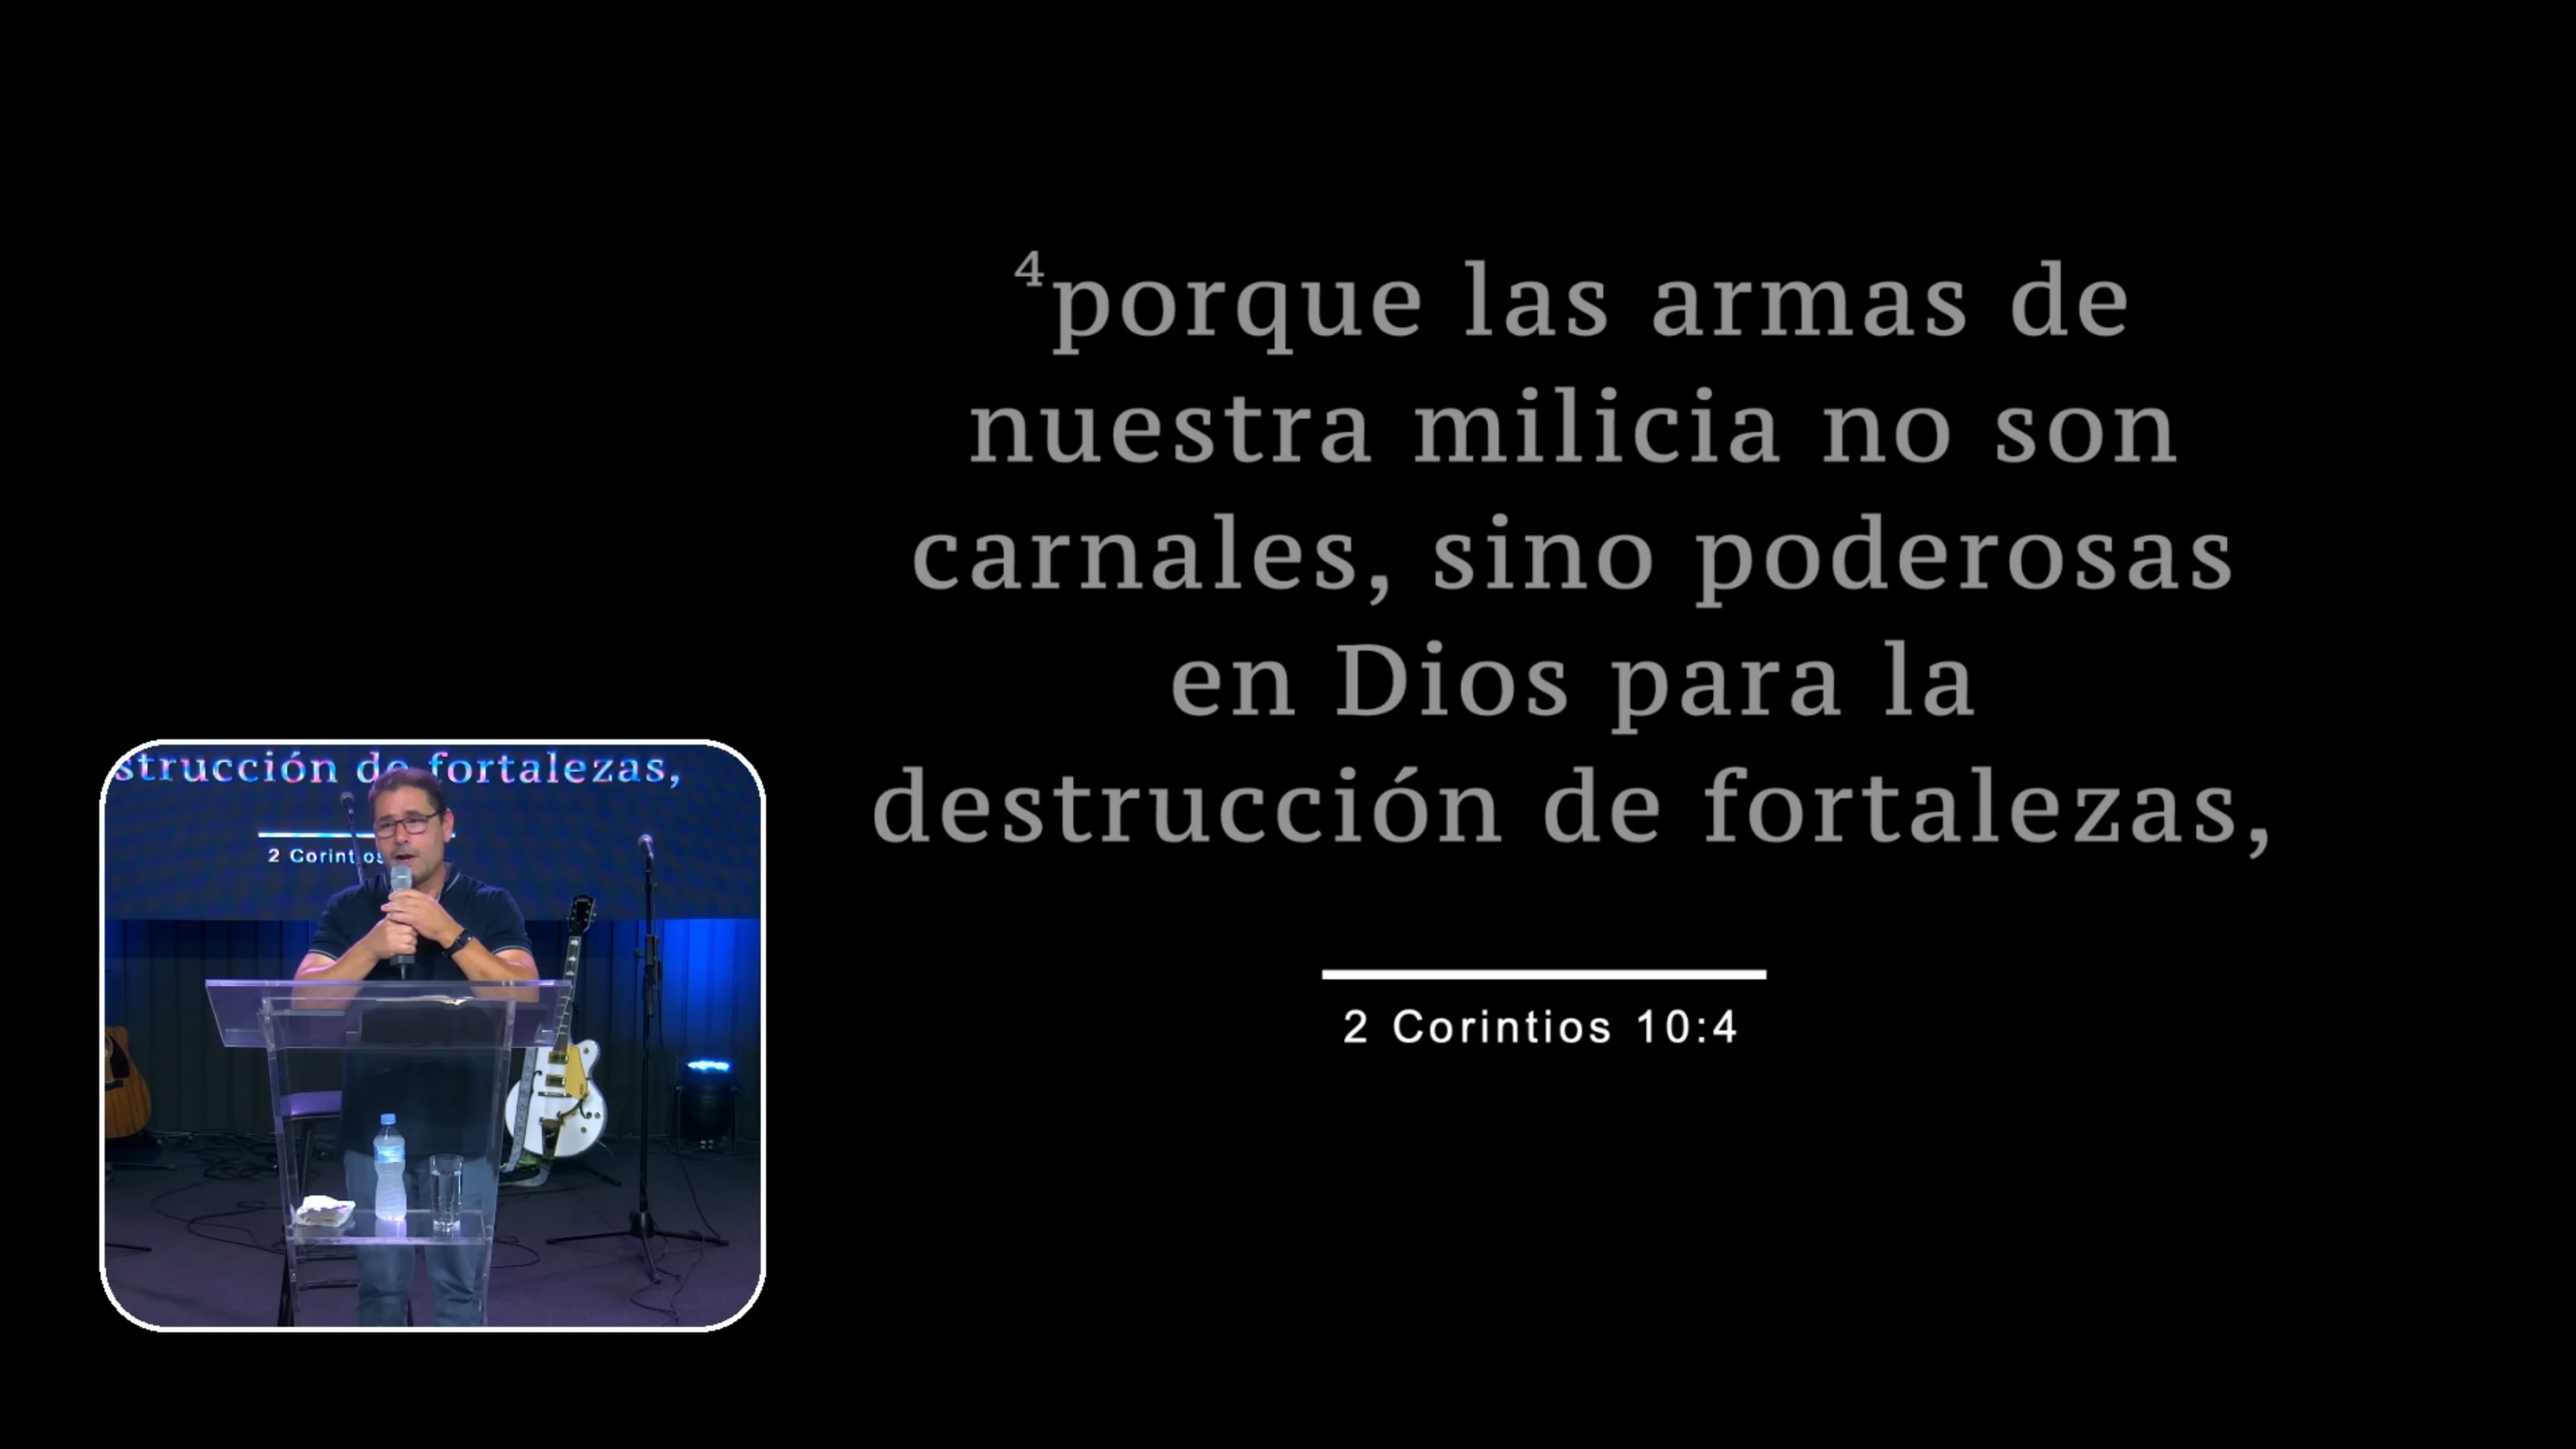 ⁴porque las armas de
nuestra milicia no son
carnales, sino poderosas
en Dios para la
destrucción de fortalezas,
2 Corintios 10:4
strucción de fortalezas,
2 Corintios